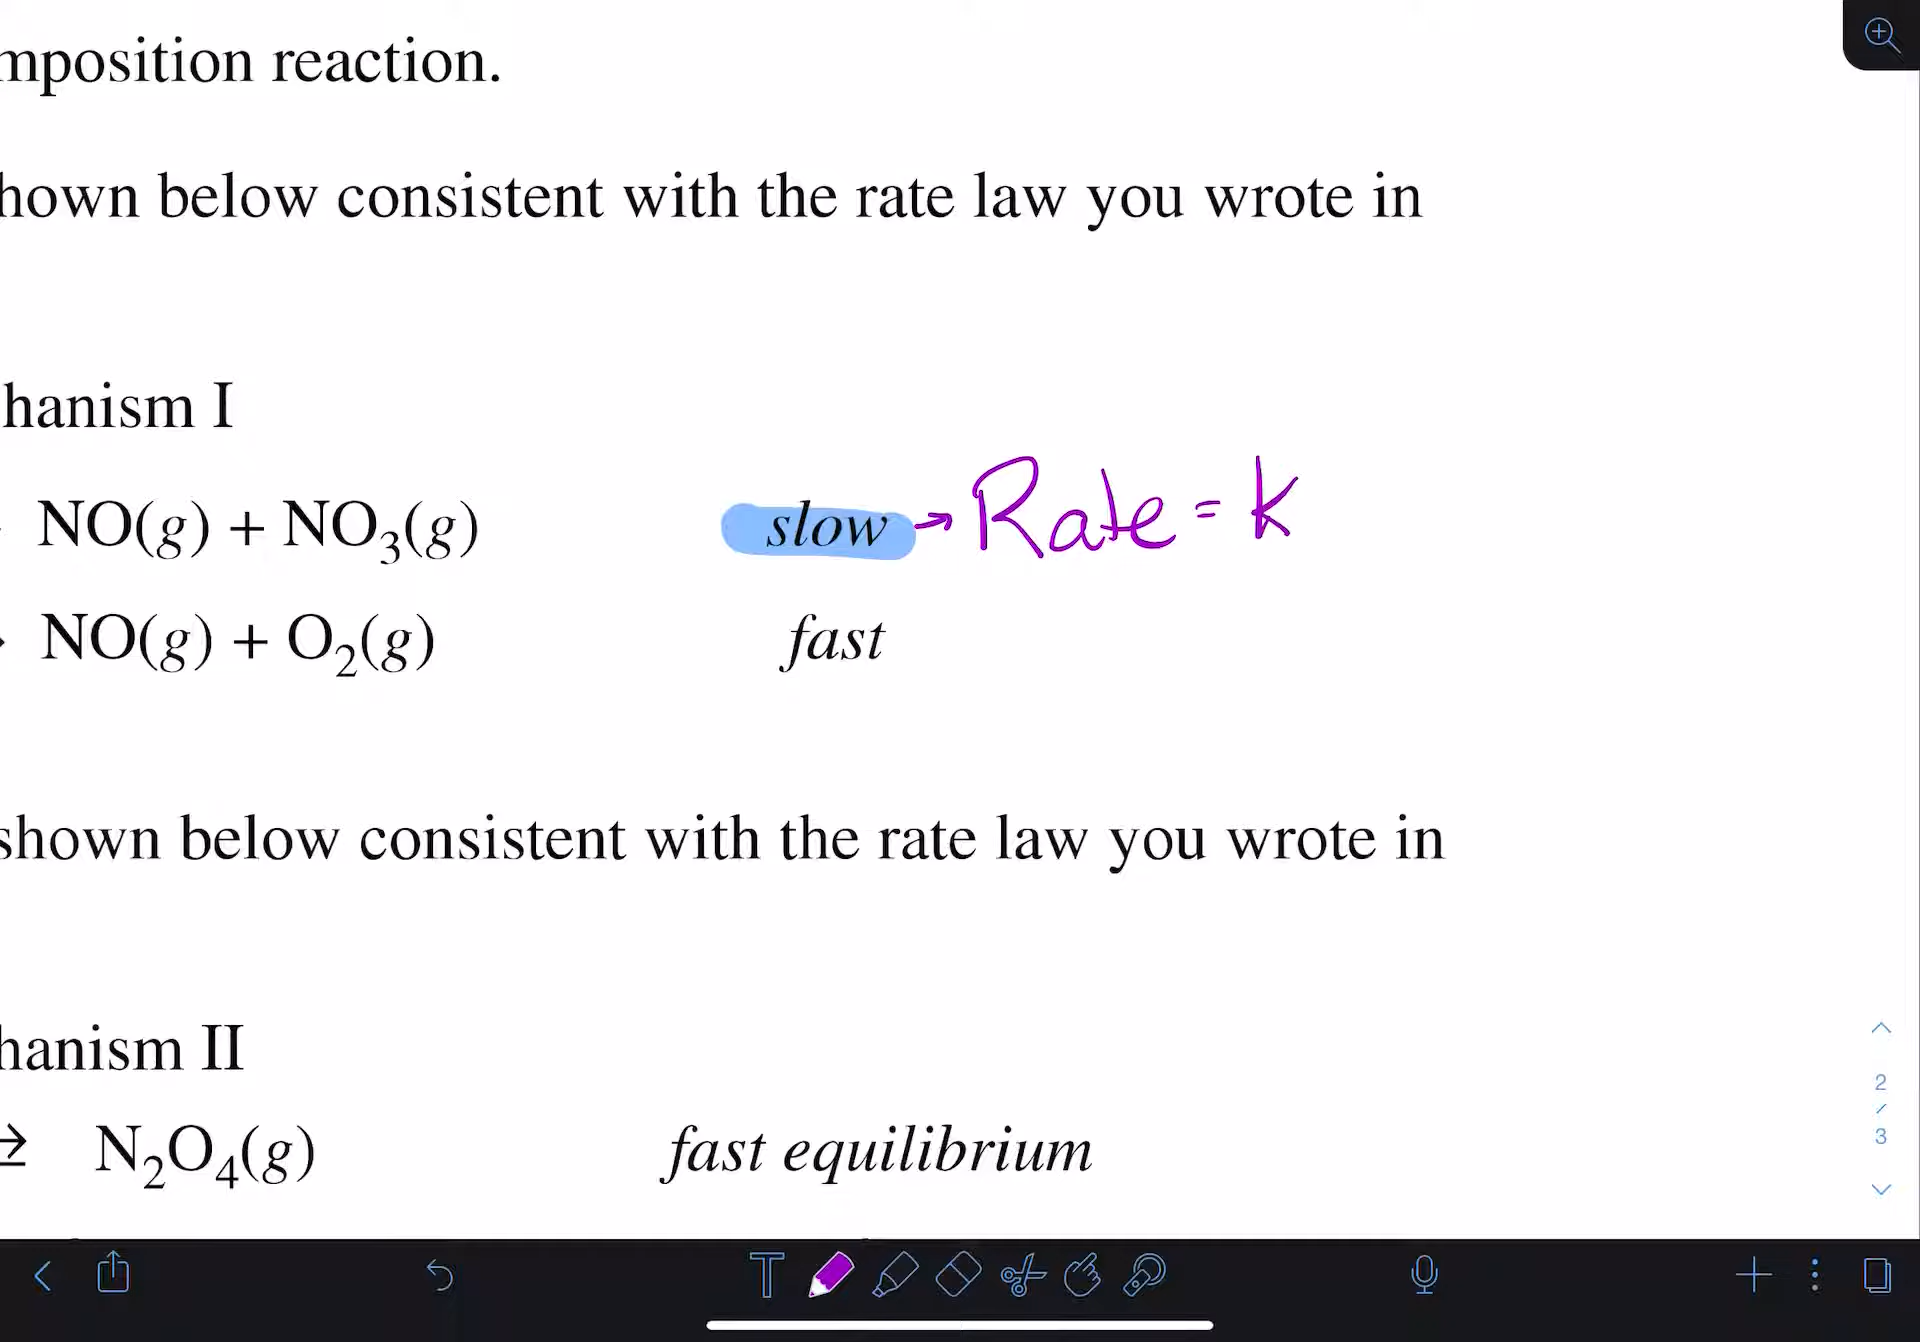 mposition reaction.
hown below consistent with the rate law you wrote in
hanism I
NO(g) + NO₃(g) slow → Rate = k
NO(g) + O₂(g) fast
shown below consistent with the rate law you wrote in
hanism II
⇄ N₂O₄(g) fast equilibrium
2
/
3
T